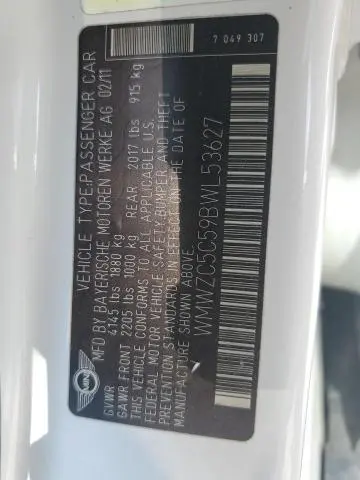 VEHICLE TYPE:PASSENGER CAR
MFD BY BAYERISCHE MOTOREN WERKE AG 02/11
GVWR 4145 lbs 1880 kg
GAWR FRONT 2205 lbs 1000 kg REAR 2017 lbs 915 kg
THIS VEHICLE CONFORMS TO ALL APPLICABLE U.S.
FEDERAL MOTOR VEHICLE SAFETY,BUMPER AND THEFT
PREVENTION STANDARDS IN EFFECT ON THE DATE OF
MANUFACTURE SHOWN ABOVE.
WMWZC5C59BWL53627
7 049 307
MINI